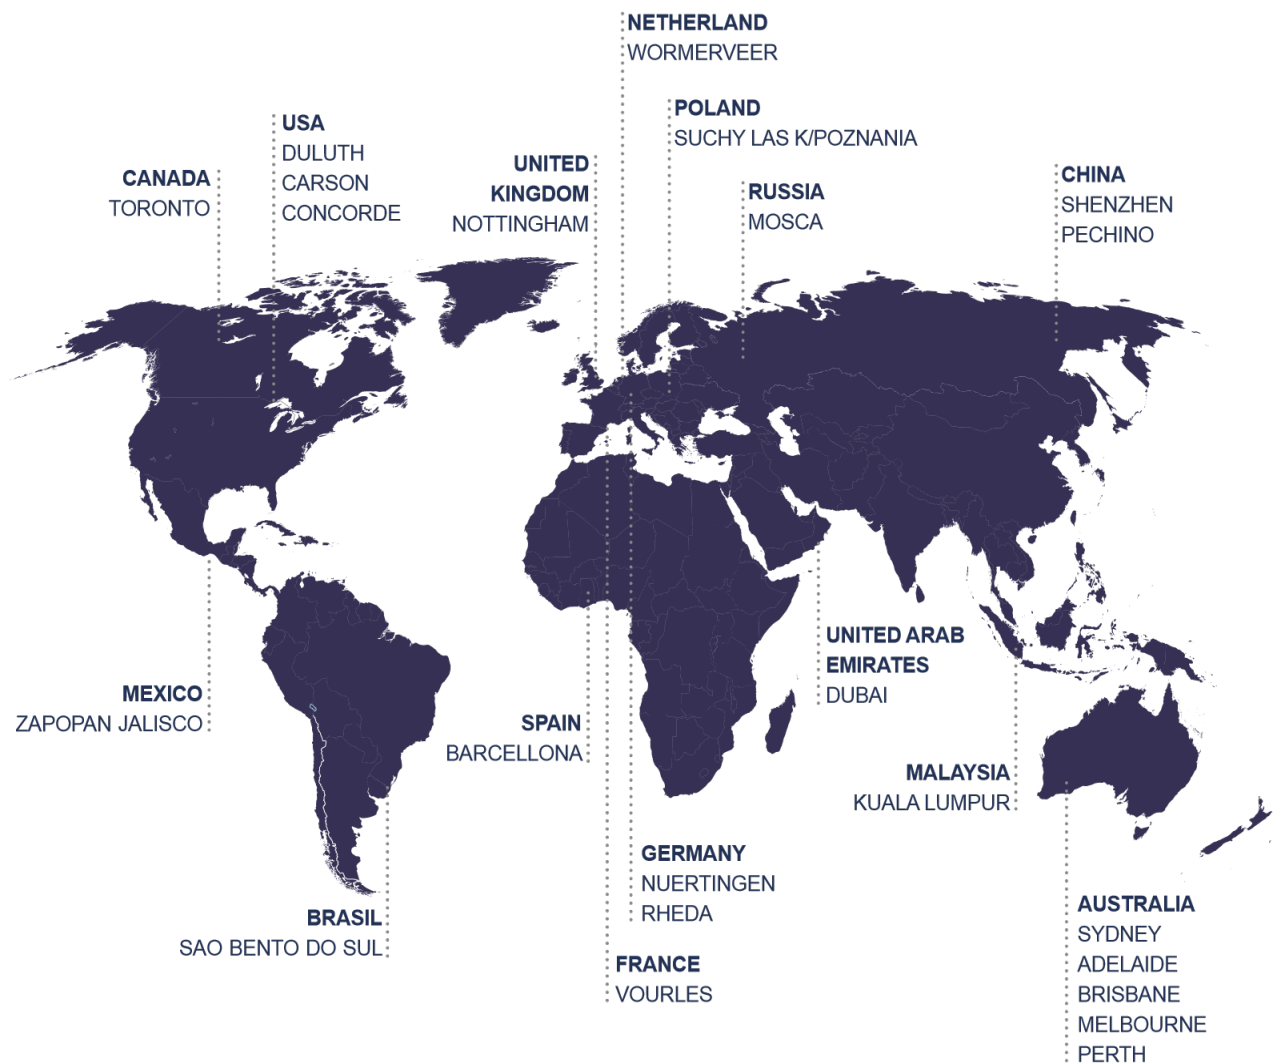 NETHERLAND
WORMERVEER
POLAND
SUCHY LAS K/POZNANIA
USA
DULUTH
CARSON
CONCORDE
CANADA
TORONTO
UNITED
KINGDOM
NOTTINGHAM
RUSSIA
MOSCA
CHINA
SHENZHEN
PECHINO
UNITED ARAB
EMIRATES
DUBAI
MEXICO
ZAPOPAN JALISCO
SPAIN
BARCELLONA
MALAYSIA
KUALA LUMPUR
GERMANY
NUERTINGEN
RHEDA
BRASIL
SAO BENTO DO SUL
FRANCE
VOURLES
AUSTRALIA
SYDNEY
ADELAIDE
BRISBANE
MELBOURNE
PERTH